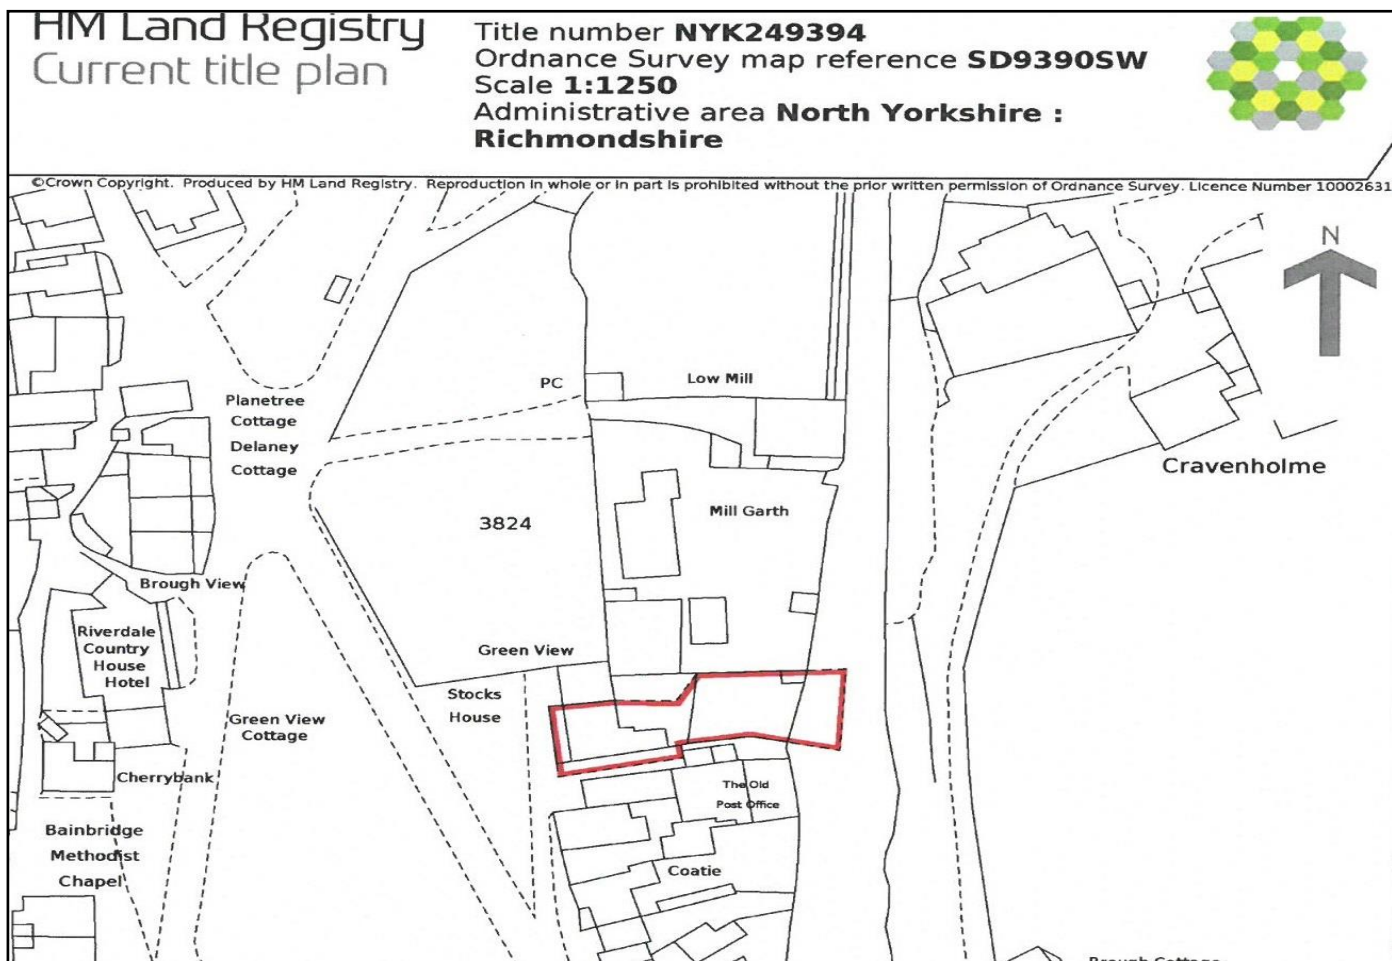 HM Land Registry
Current title plan
Title number NYK249394
Ordnance Survey map reference SD9390SW
Scale 1:1250
Administrative area North Yorkshire :
Richmondshire
©Crown Copyright. Produced by HM Land Registry. Reproduction in whole or in part is prohibited without the prior written permission of Ordnance Survey. Licence Number 10002631
N
PC
Low Mill
Planetree
Cottage
Delaney
Cottage
Cravenholme
3824
Mill Garth
Brough View
Riverdale
Country
House
Hotel
Green View
Stocks
House
Green View
Cottage
Cherrybank
The Old
Post Office
Bainbridge
Methodist
Chapel
Coatie
Brough Cottage